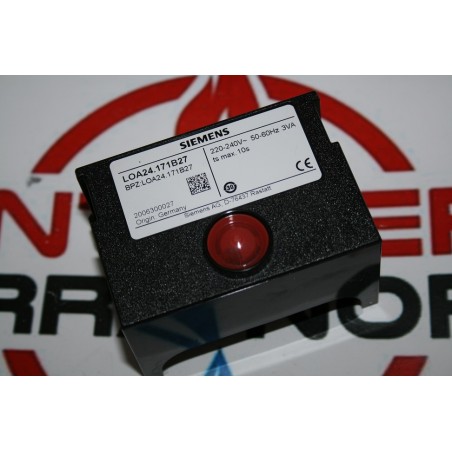 SIEMENS
LOA24.171B27
BPZ:LOA24.171B27
220-240V~ 50-60Hz 3VA
ts max.10s
2006300027
Origin: Germany
Siemens AG, D-76437 Rastatt
CE